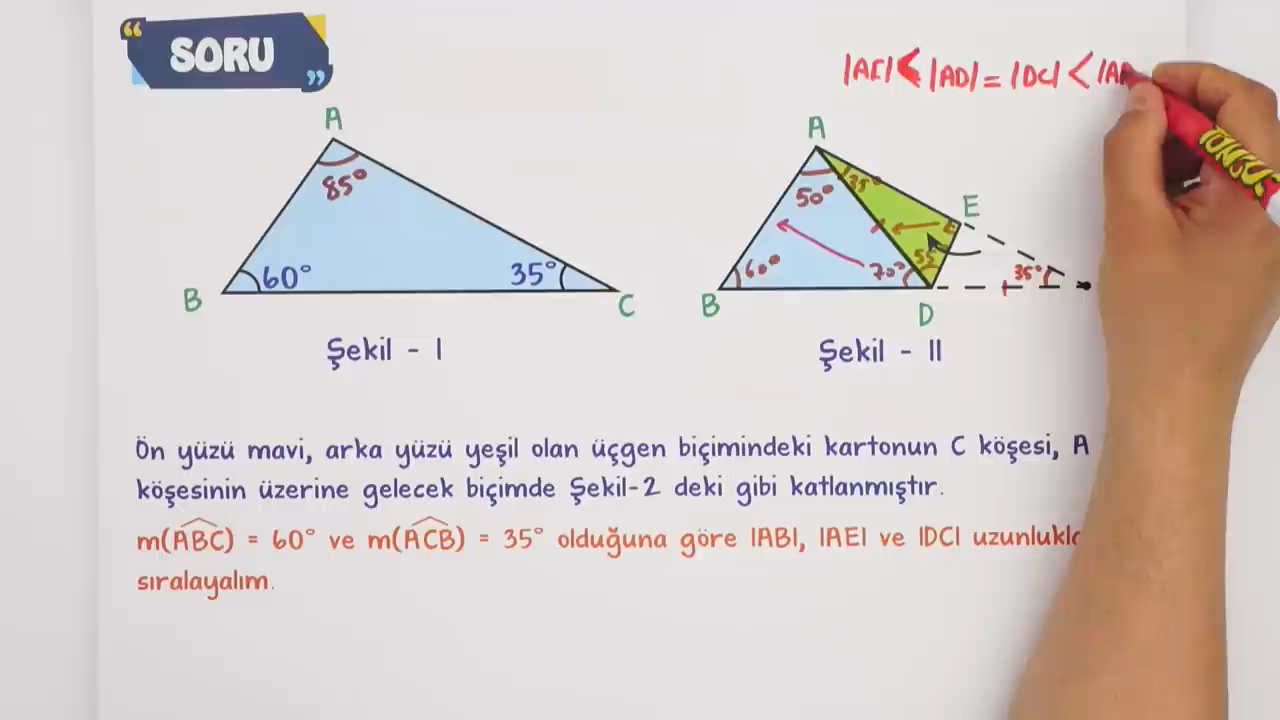 SORU
|AE| < |AD| = |DC| <
A
85°
60°
35°
B
C
Şekil - I
A
50°
35°
E
55°
60°
70°
35°
B
D
Şekil - II
Ön yüzü mavi, arka yüzü yeşil olan üçgen biçimindeki kartonun C köşesi, A
köşesinin üzerine gelecek biçimde Şekil-2 deki gibi katlanmıştır.
m(ABC) = 60° ve m(ACB) = 35° olduğuna göre |AB|, |AE| ve |DC|
sıralayalım.